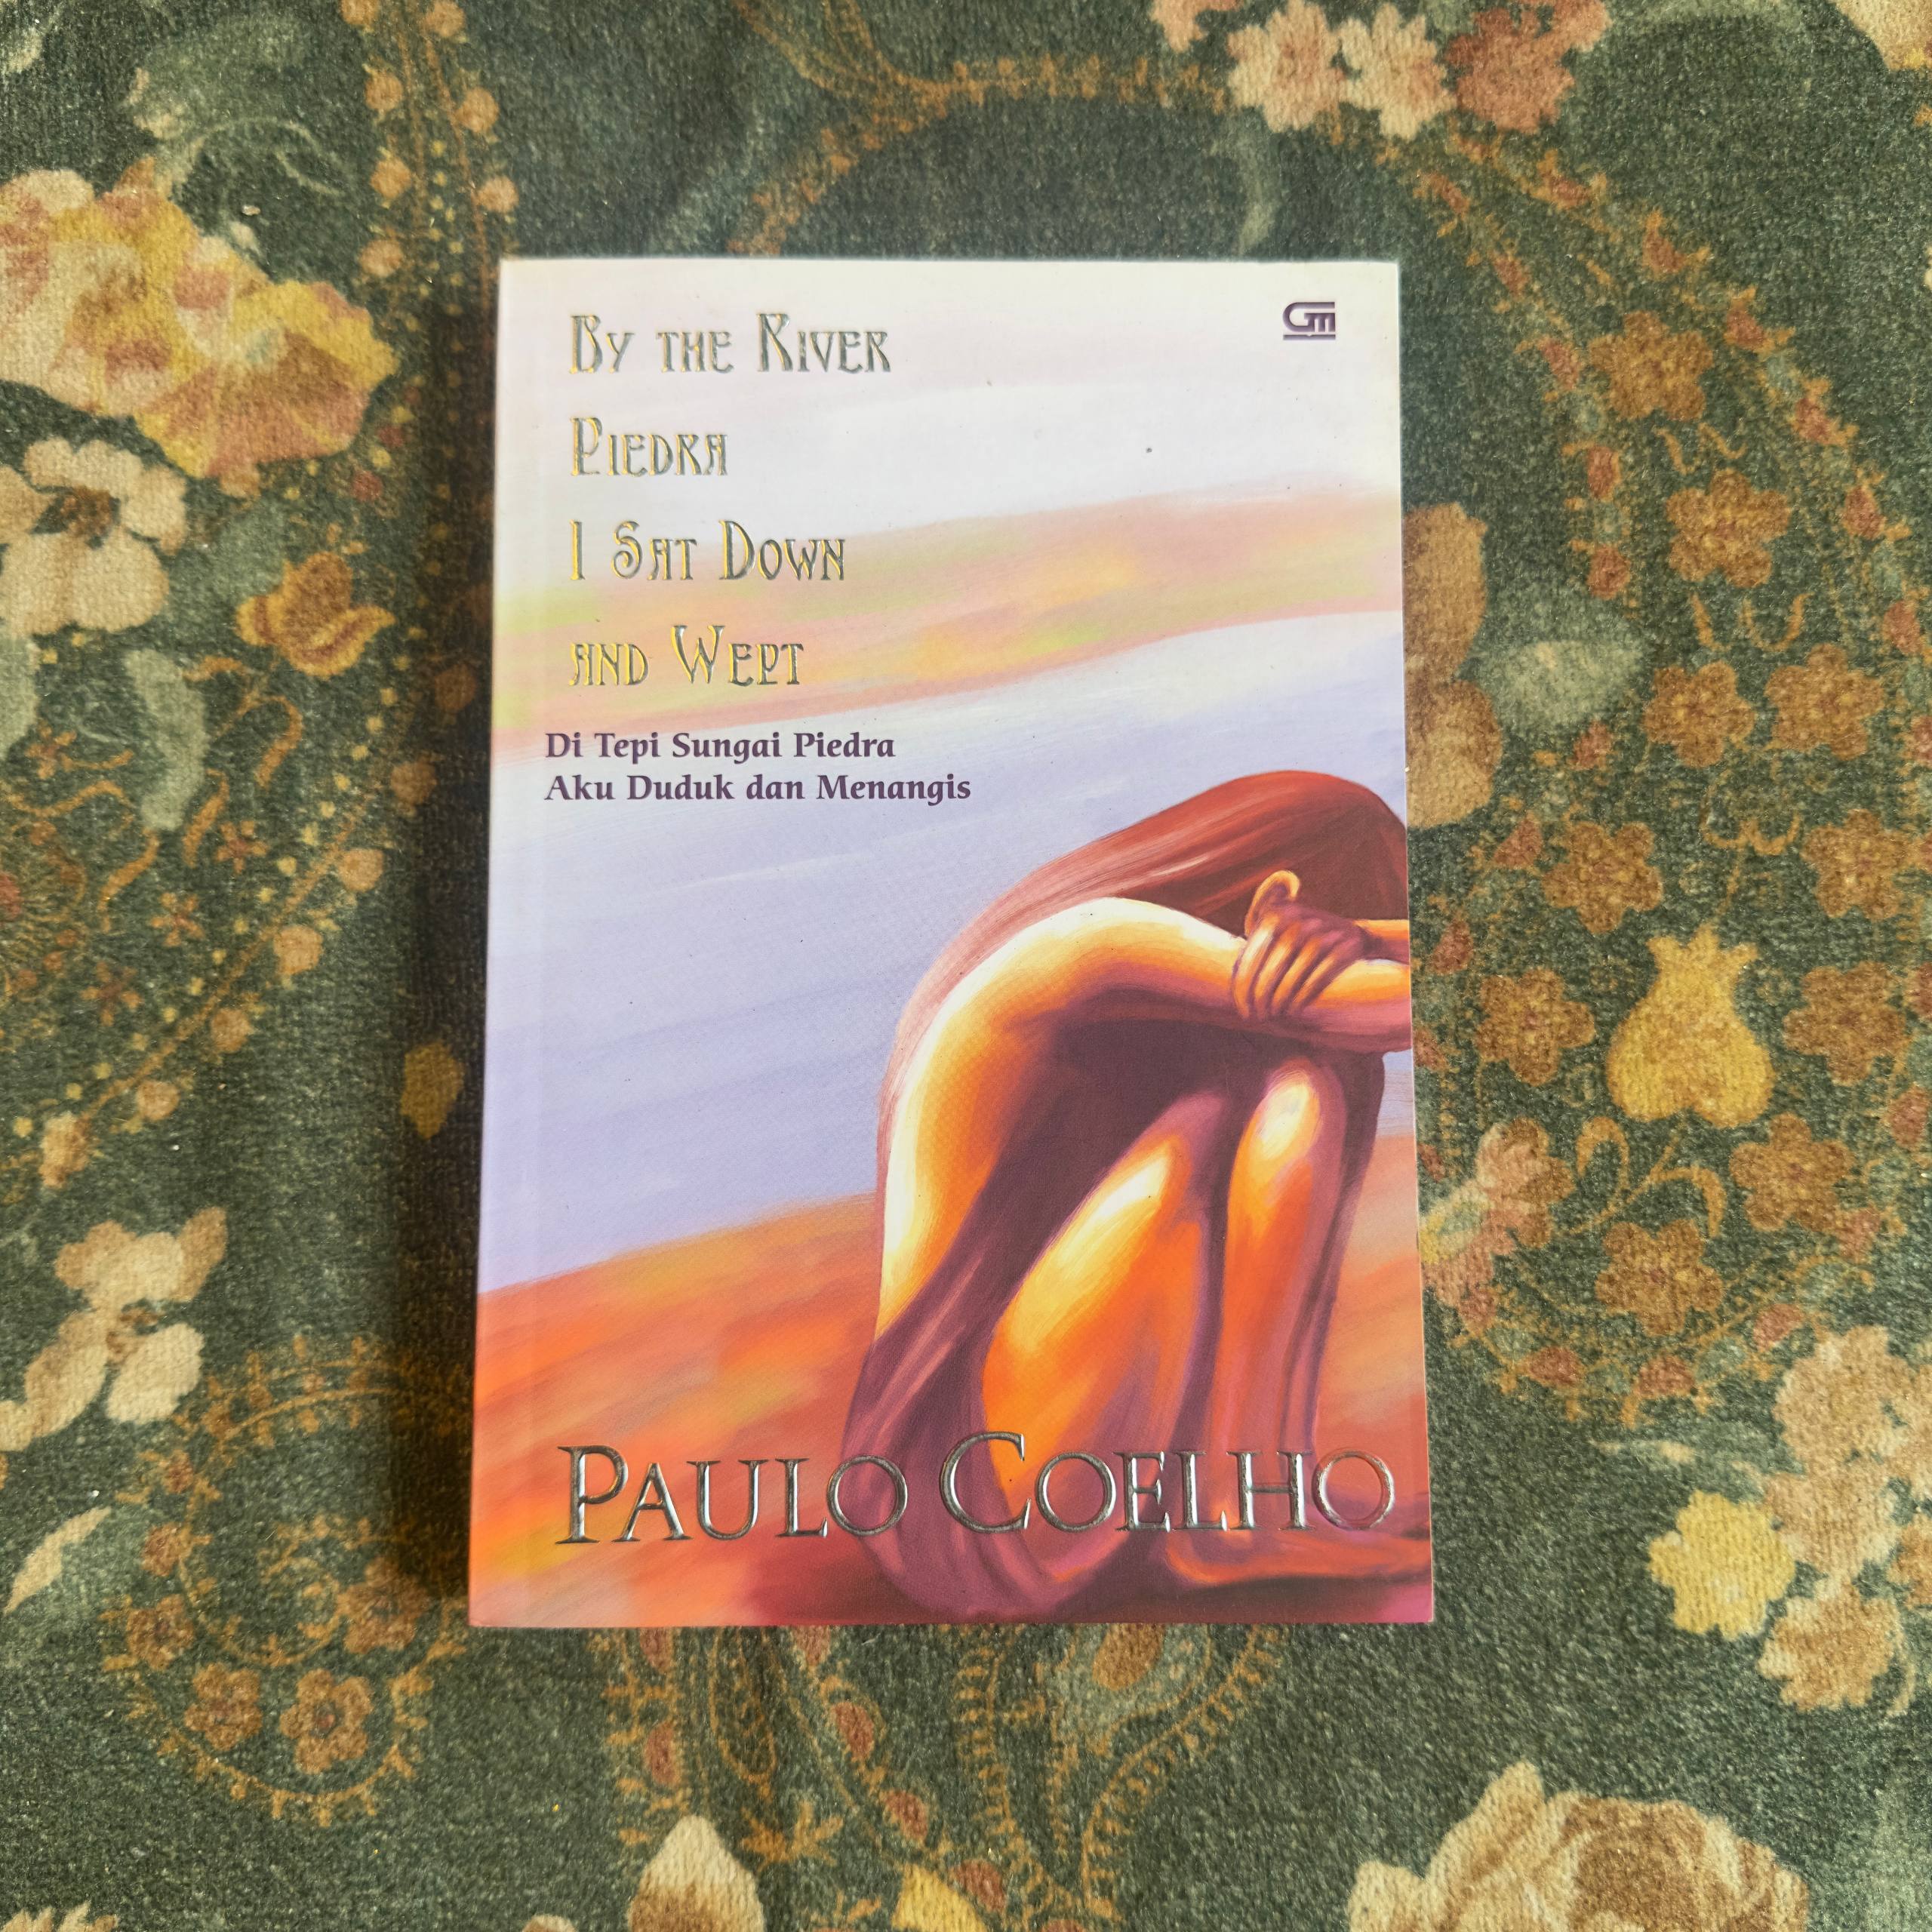 By the River
Piedra
I Sat Down
and Wept
Gm
Di Tepi Sungai Piedra
Aku Duduk dan Menangis
Paulo Coelho